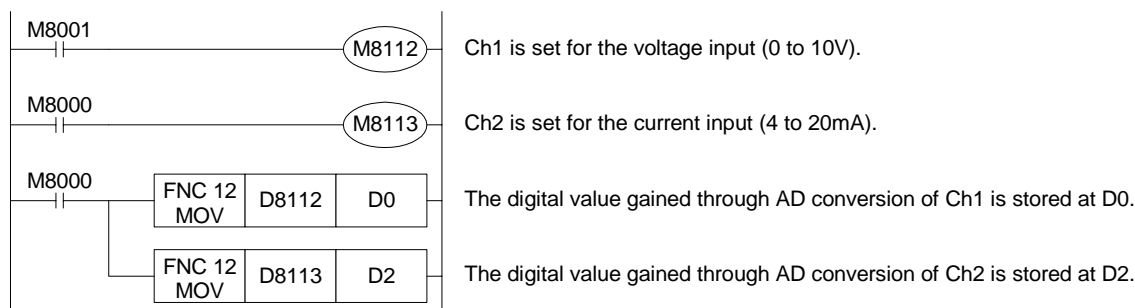 M8001
M8112 Ch1 is set for the voltage input (0 to 10V).
M8000
M8113 Ch2 is set for the current input (4 to 20mA).
M8000
FNC 12
MOV D8112 D0 The digital value gained through AD conversion of Ch1 is stored at D0.
FNC 12
MOV D8113 D2 The digital value gained through AD conversion of Ch2 is stored at D2.